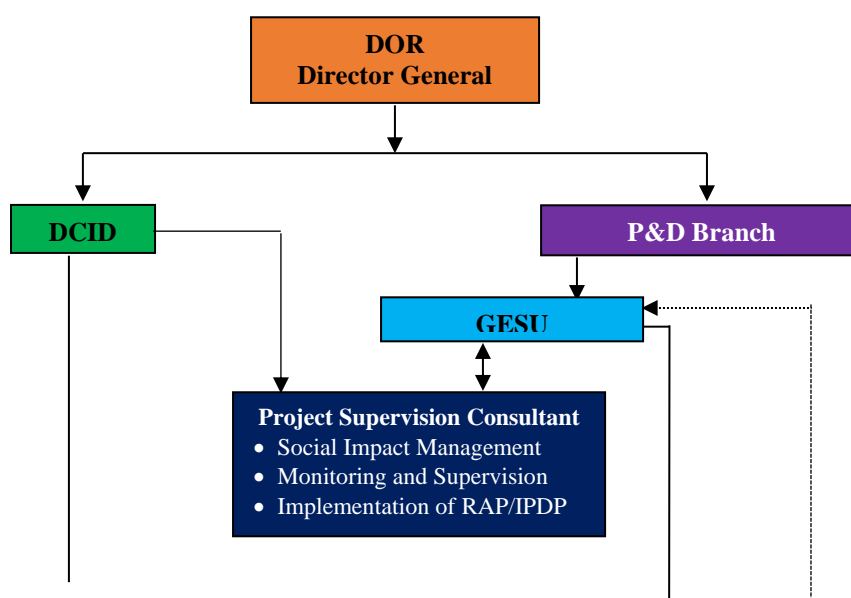 DOR
Director General
DCID
P&D Branch
GESU
Project Supervision Consultant
• Social Impact Management
• Monitoring and Supervision
• Implementation of RAP/IPDP